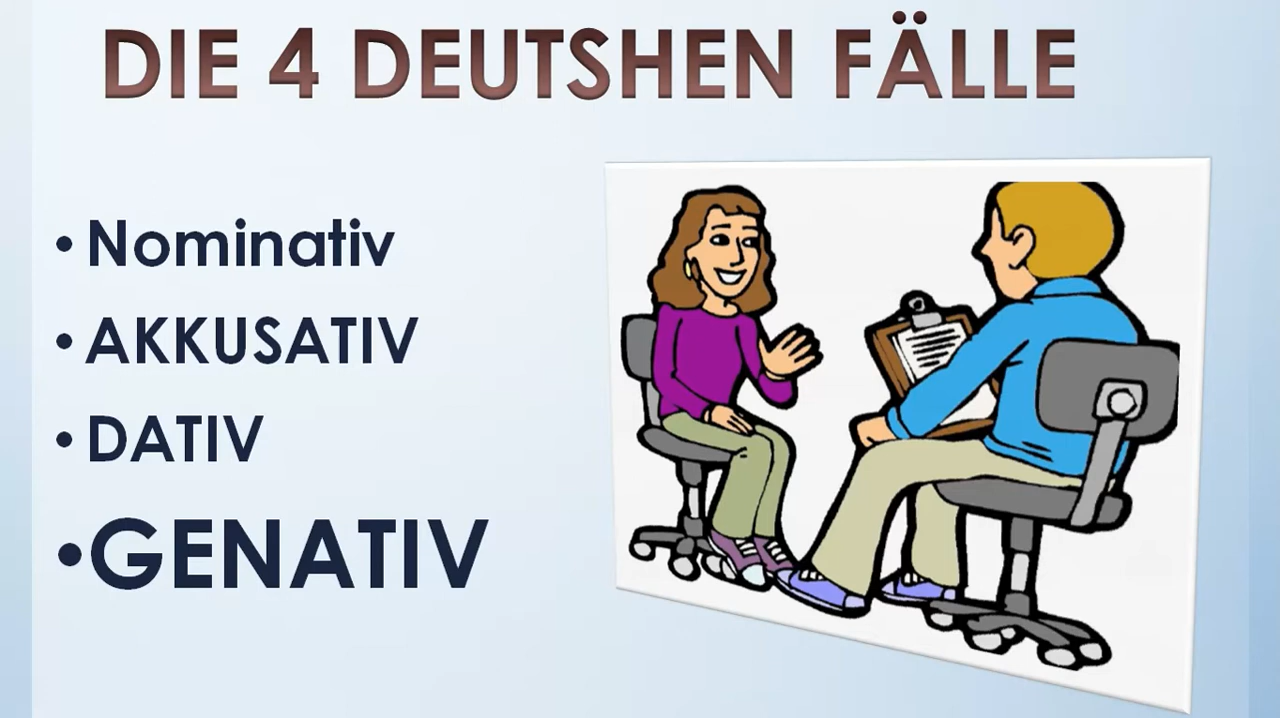 DIE 4 DEUTSHEN FÄLLE
• Nominativ
• AKKUSATIV
• DATIV
• GENATIV